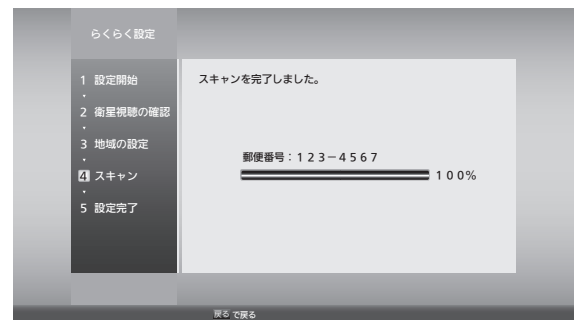 らくらく設定
1 設定開始
2 衛星視聴の確認
3 地域の設定
4 スキャン
5 設定完了
スキャンを完了しました。
郵便番号：１２３－４５６７
１００%
戻る で戻る